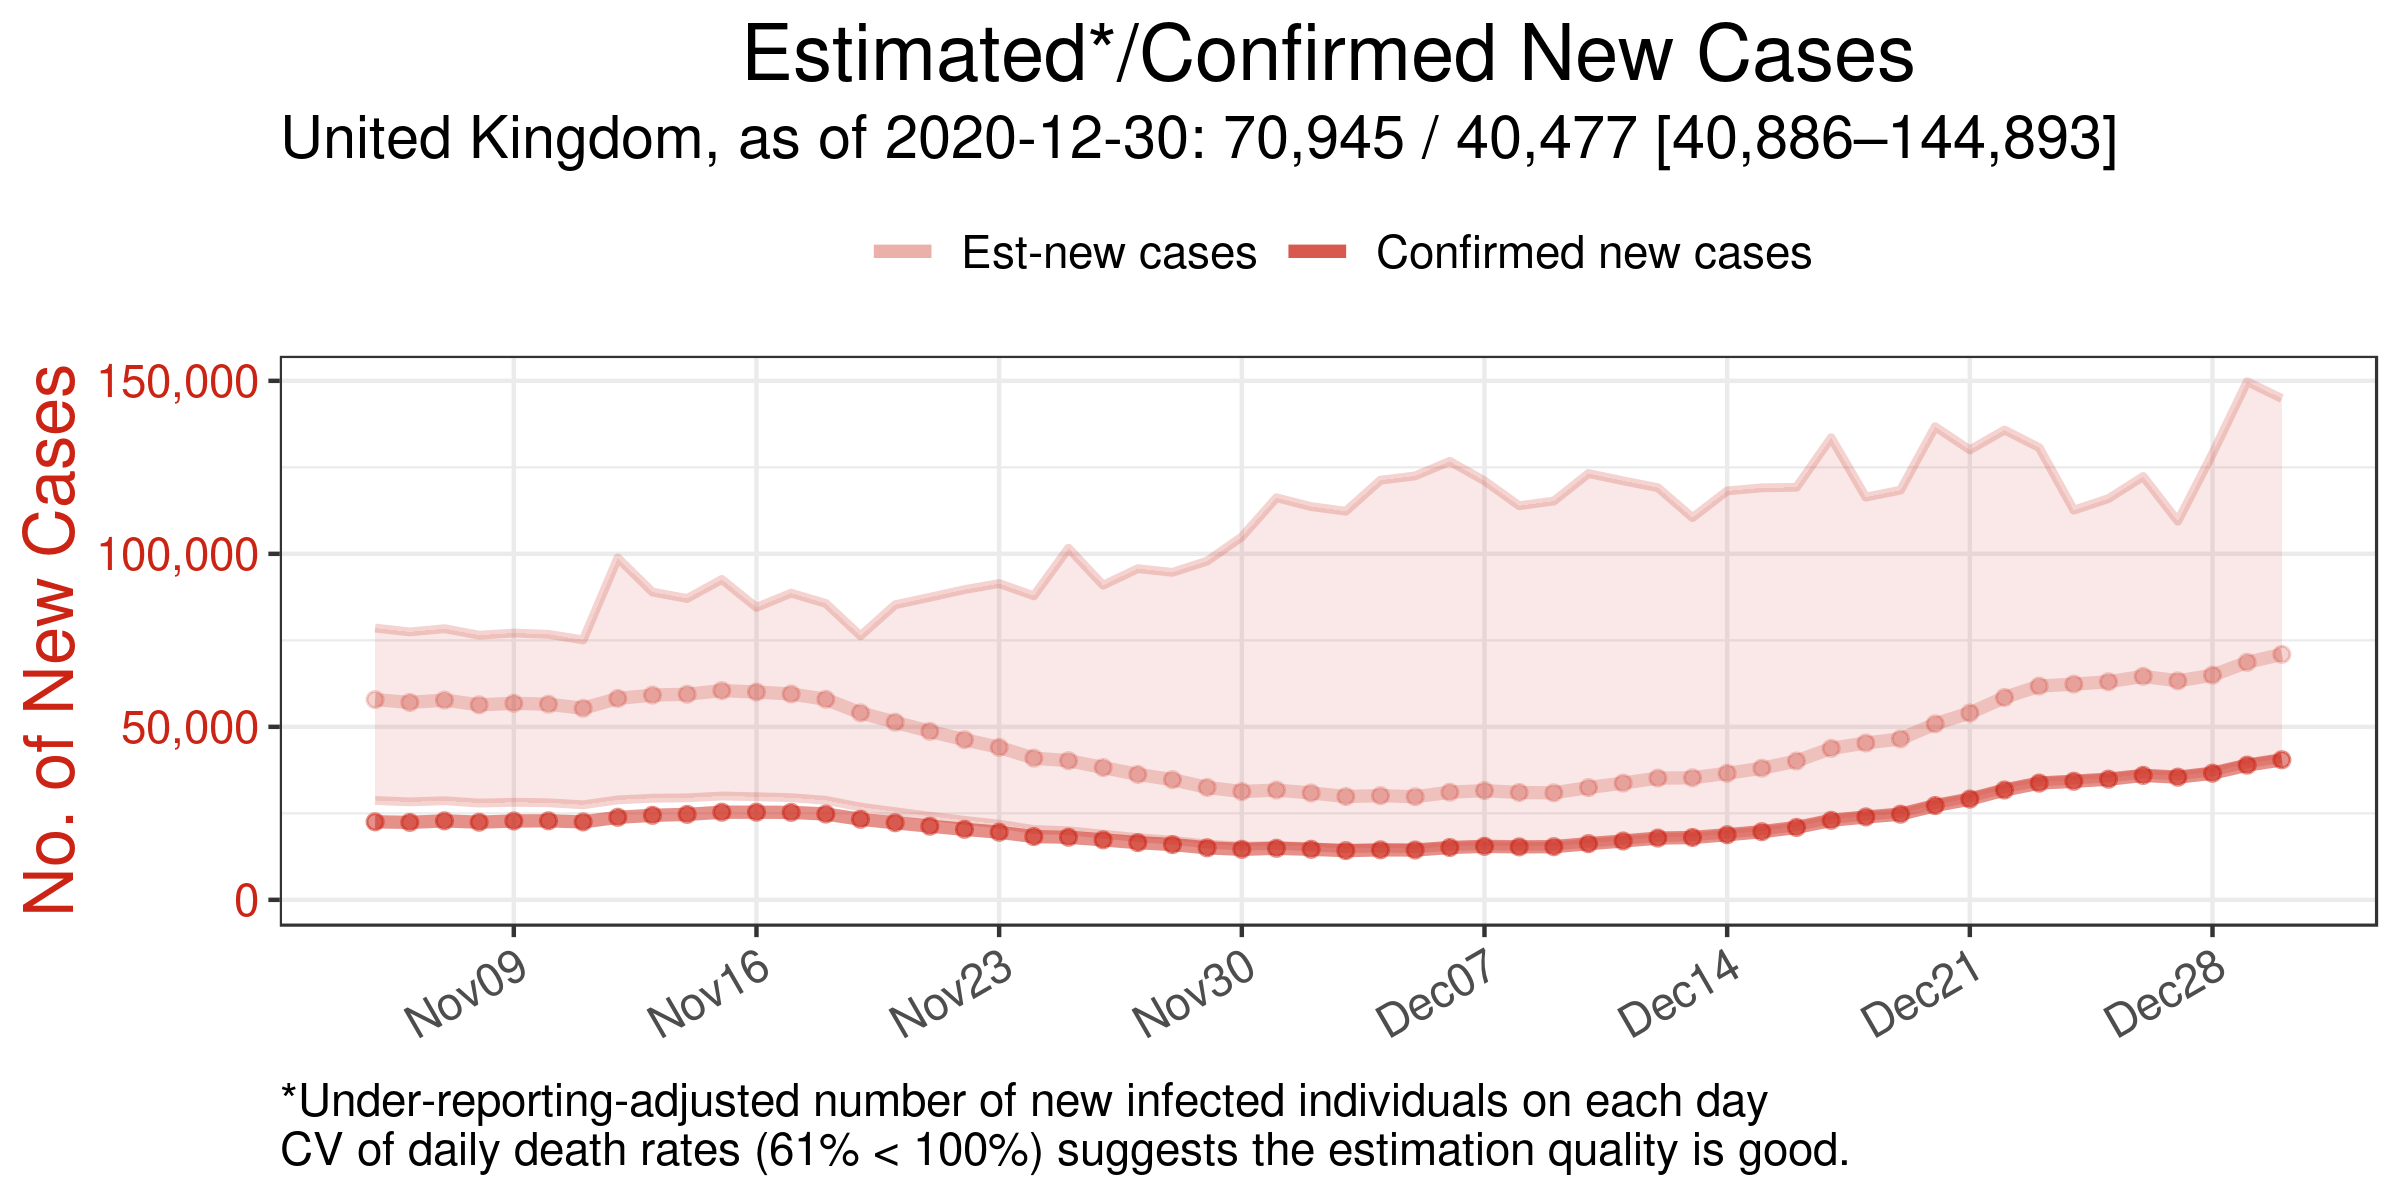 Estimated*/Confirmed New Cases
United Kingdom, as of 2020-12-30: 70,945 / 40,477 [40,886–144,893]
Est-new cases
Confirmed new cases
No. of New Cases
150,000
100,000
50,000
0
Nov09
Nov16
Nov23
Nov30
Dec07
Dec14
Dec21
Dec28
*Under-reporting-adjusted number of new infected individuals on each day
CV of daily death rates (61% < 100%) suggests the estimation quality is good.